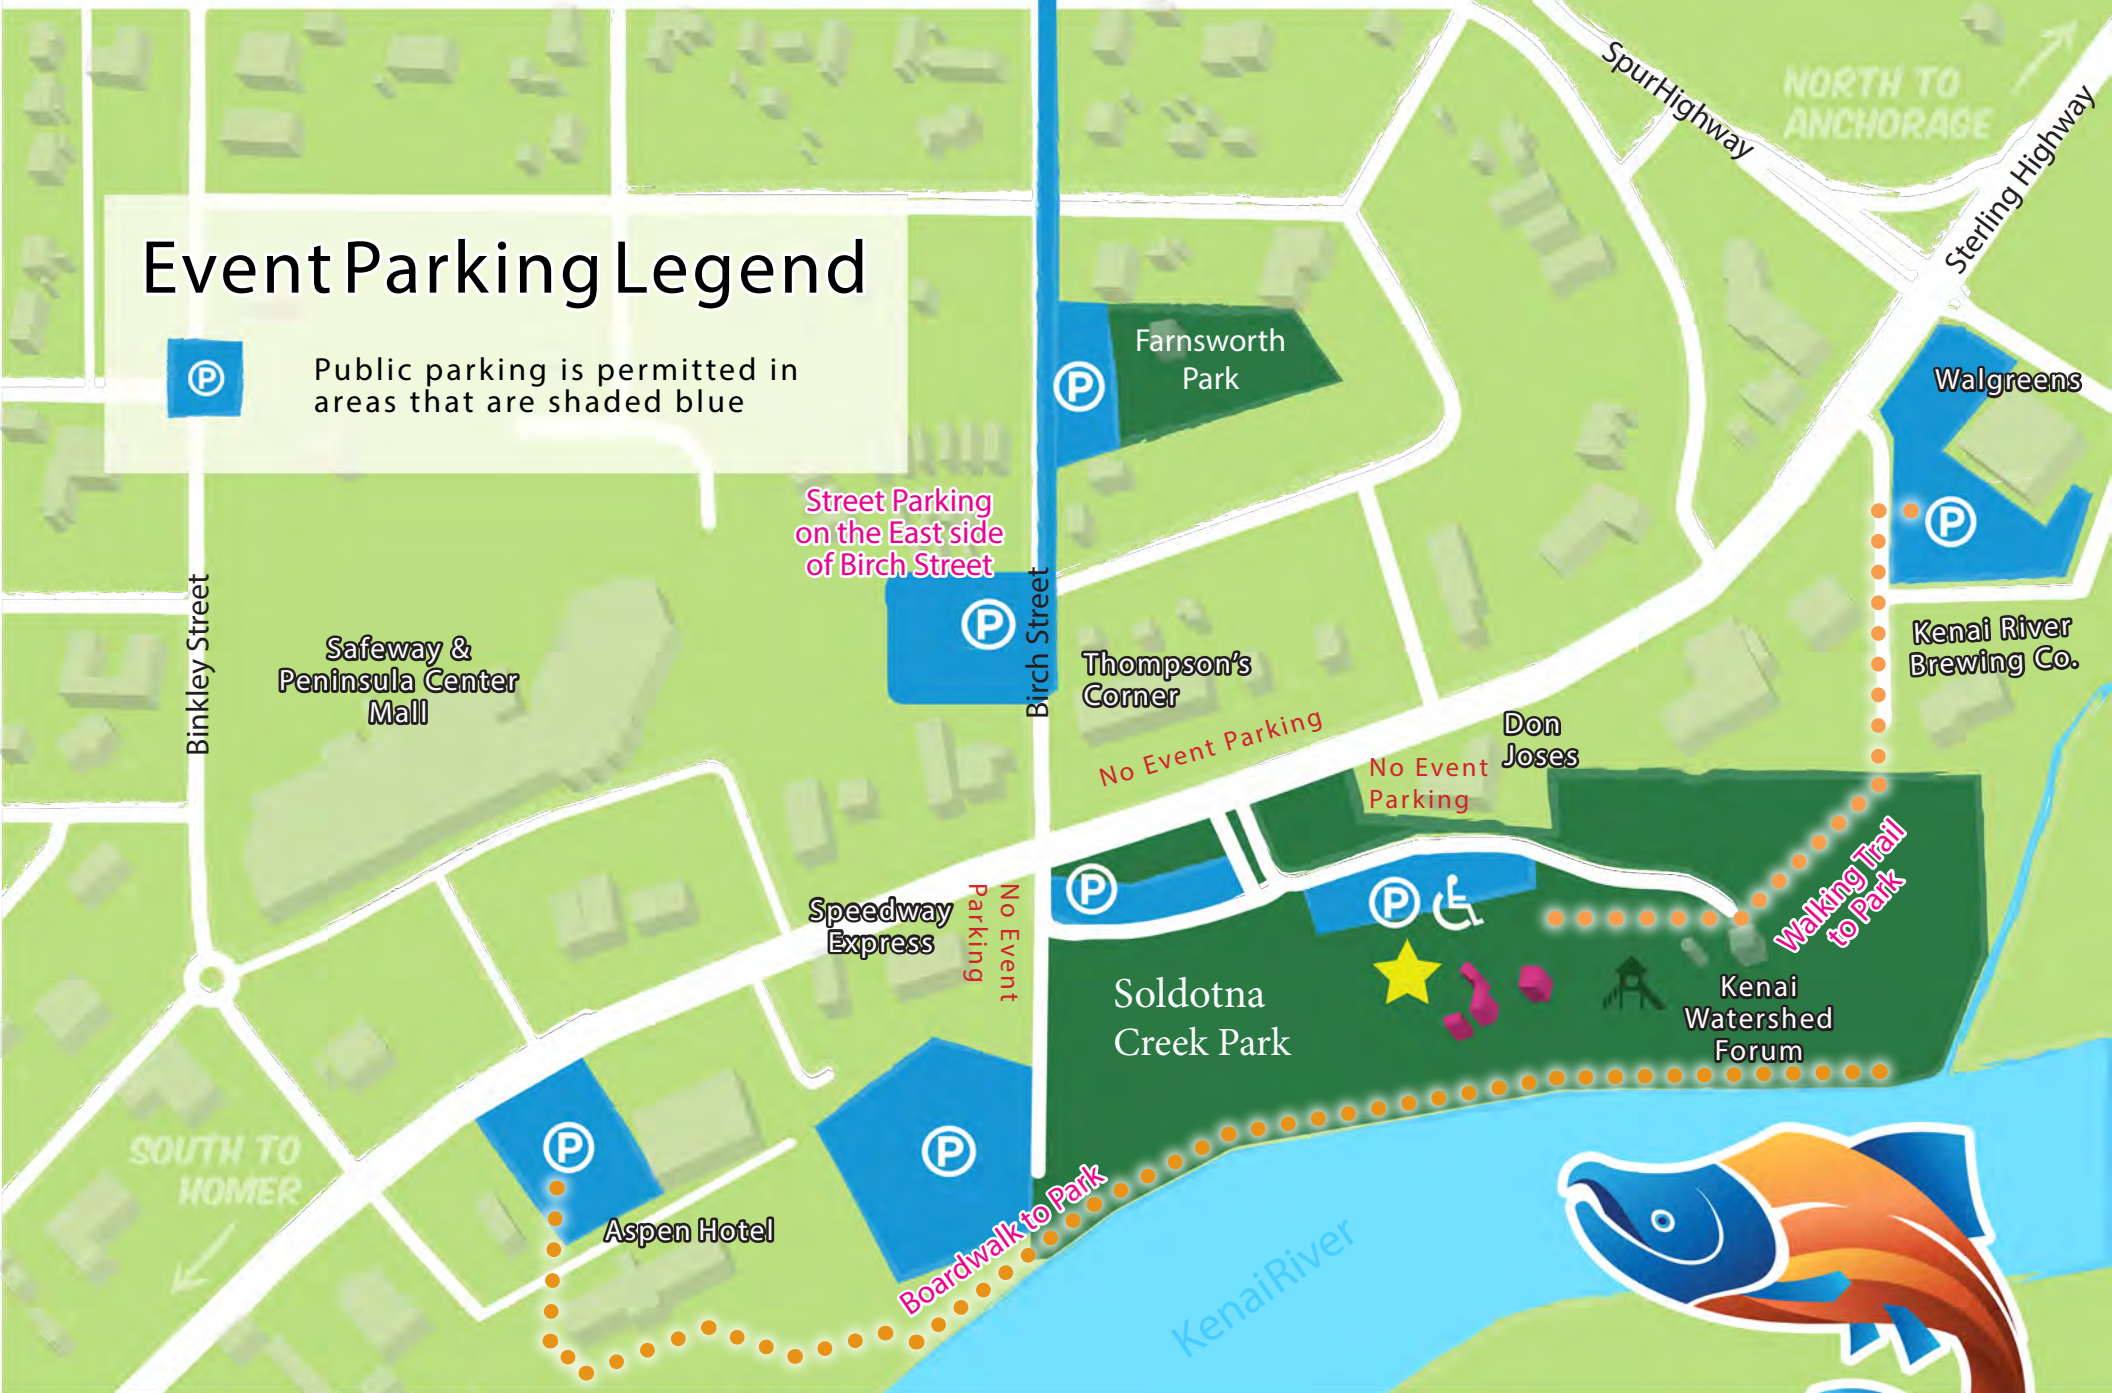 SpurHighway
NORTH TO
ANCHORAGE
Sterling Highway
Event Parking Legend
P
Public parking is permitted in
areas that are shaded blue
Farnsworth
Park
P
Walgreens
P
Street Parking
on the East side
of Birch Street
P
Birch Street
Binkley Street
Safeway &
Peninsula Center
Mall
Thompson's
Corner
Kenai River
Brewing Co.
No Event Parking
Don
Joses
No Event
Parking
P
P
Speedway
Express
No Event
Parking
Walking Trail
to Park
Soldotna
Creek Park
Kenai
Watershed
Forum
P
P
SOUTH TO
HOMER
Aspen Hotel
Boardwalk to Park
KenaiRiver